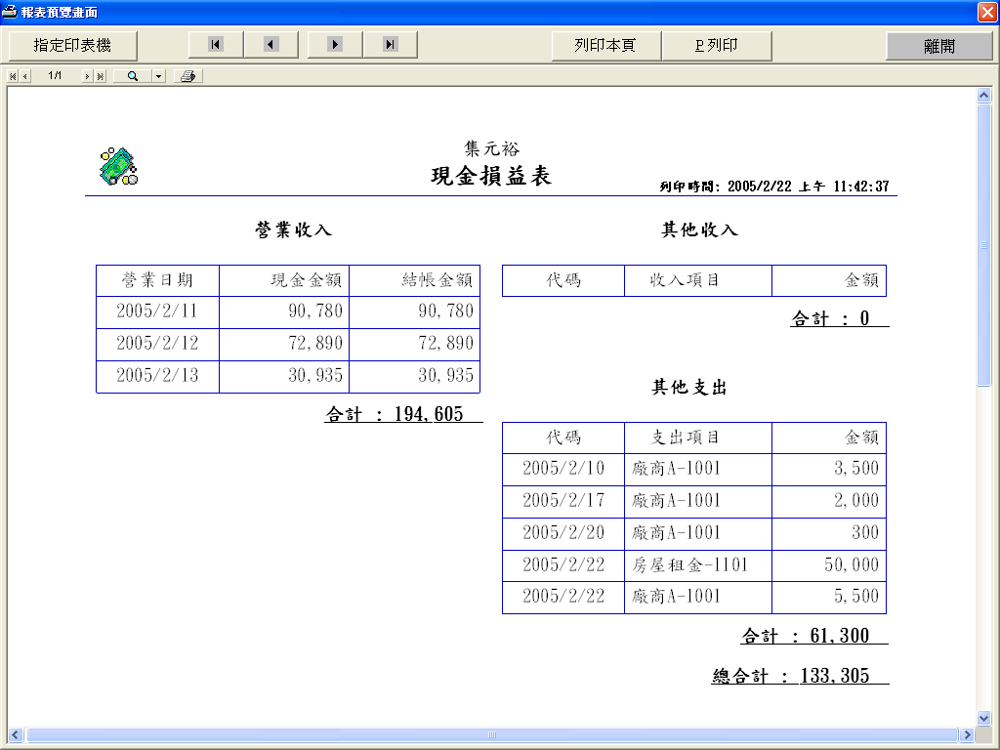 報表預覽畫面
指定印表機 列印本頁 P列印 離開
1/1
集元裕
現金損益表
列印時間: 2005/2/22 上午 11:42:37
營業收入
營業日期 現金金額 結帳金額
2005/2/11 90,780 90,780
2005/2/12 72,890 72,890
2005/2/13 30,935 30,935
合計 : 194,605
其他收入
代碼 收入項目 金額
合計 : 0
其他支出
代碼 支出項目 金額
2005/2/10 廠商A-1001 3,500
2005/2/17 廠商A-1001 2,000
2005/2/20 廠商A-1001 300
2005/2/22 房屋租金-1101 50,000
2005/2/22 廠商A-1001 5,500
合計 : 61,300
總合計 : 133,305